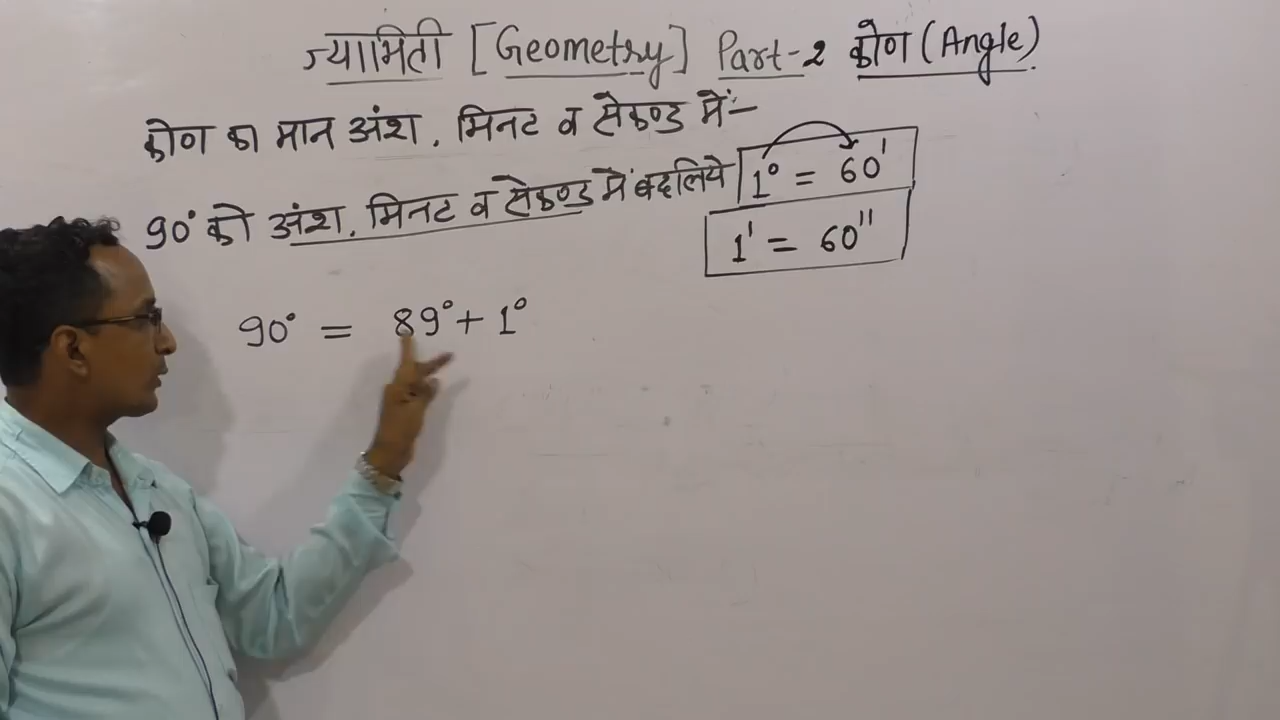 ज्यामिती [Geometry] Part-2 कोण (Angle)
कोण का मान अंश, मिनट व सेकण्ड में:-
90° को अंश, मिनट व सेकण्ड में बदलिये
1° = 60'
1' = 60''
90° = 89° + 1°